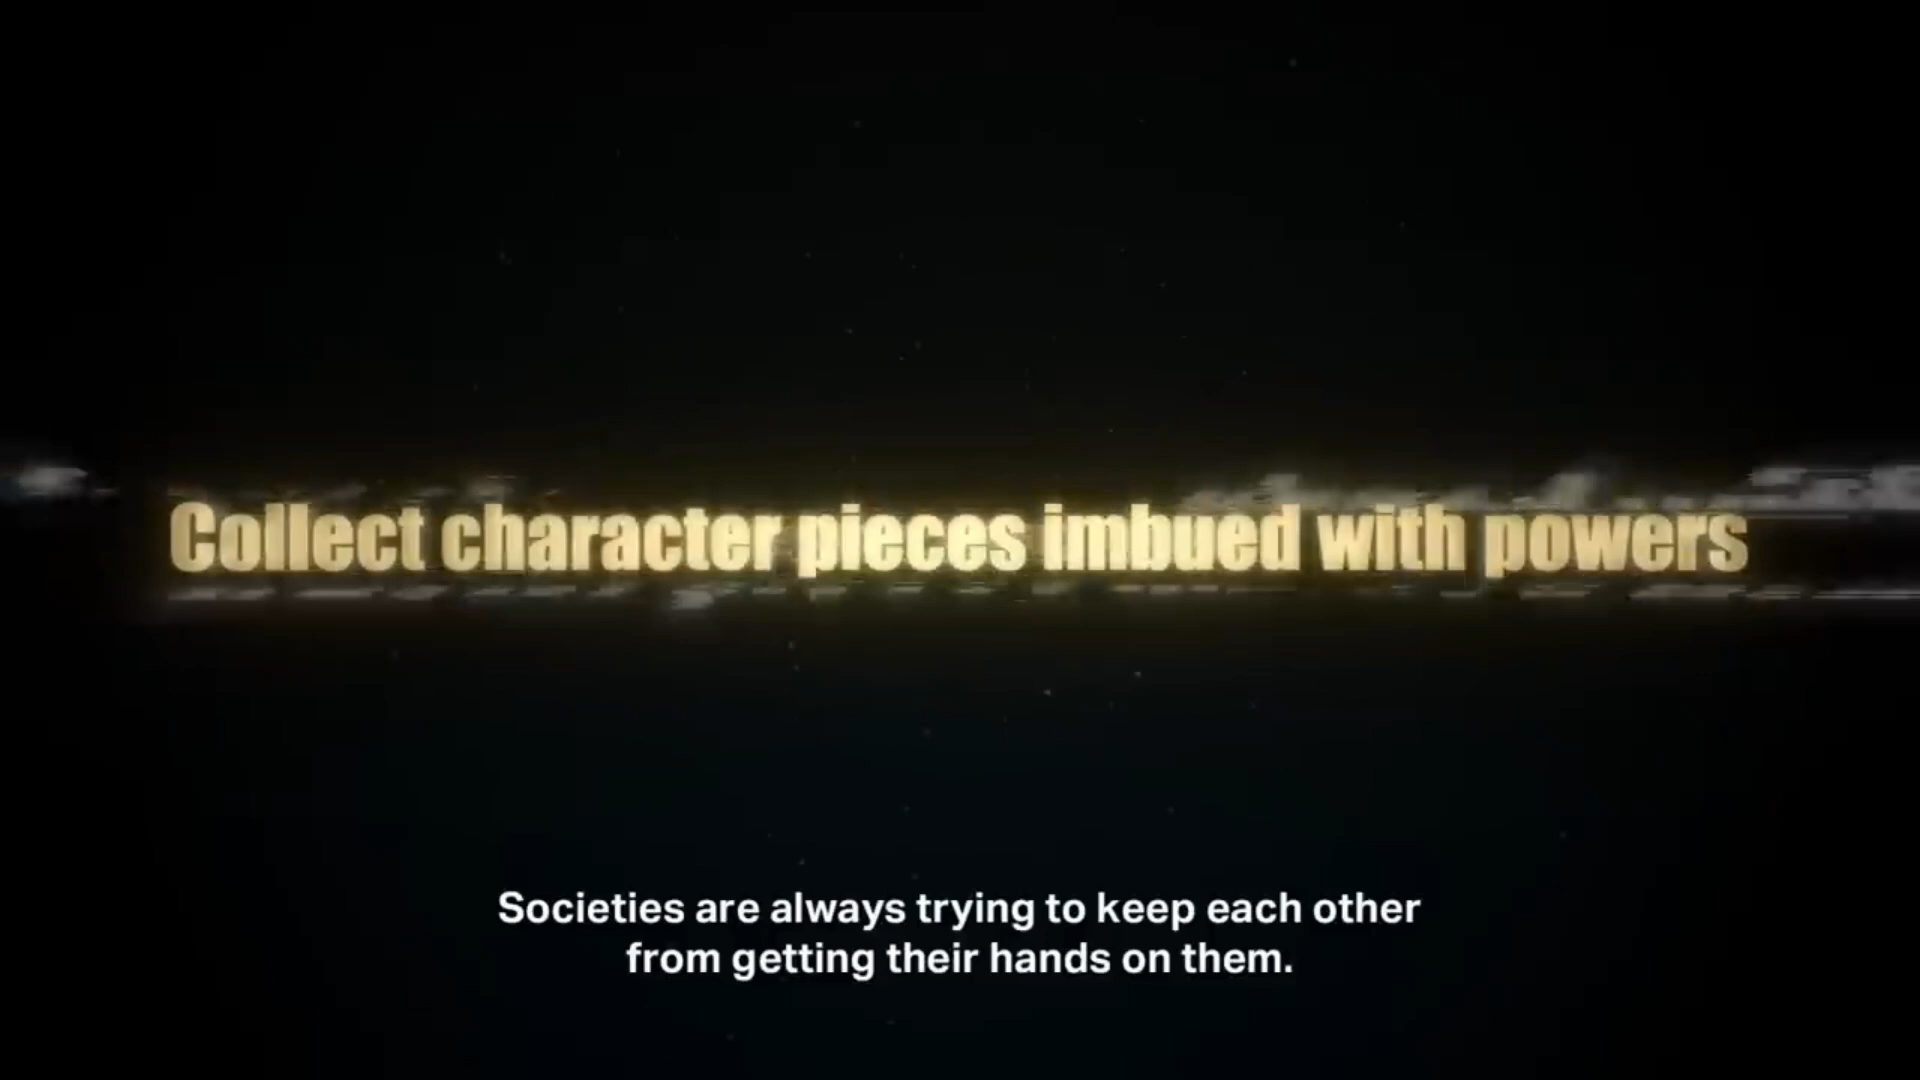 Collect character pieces imbued with powers
Societies are always trying to keep each other
from getting their hands on them.